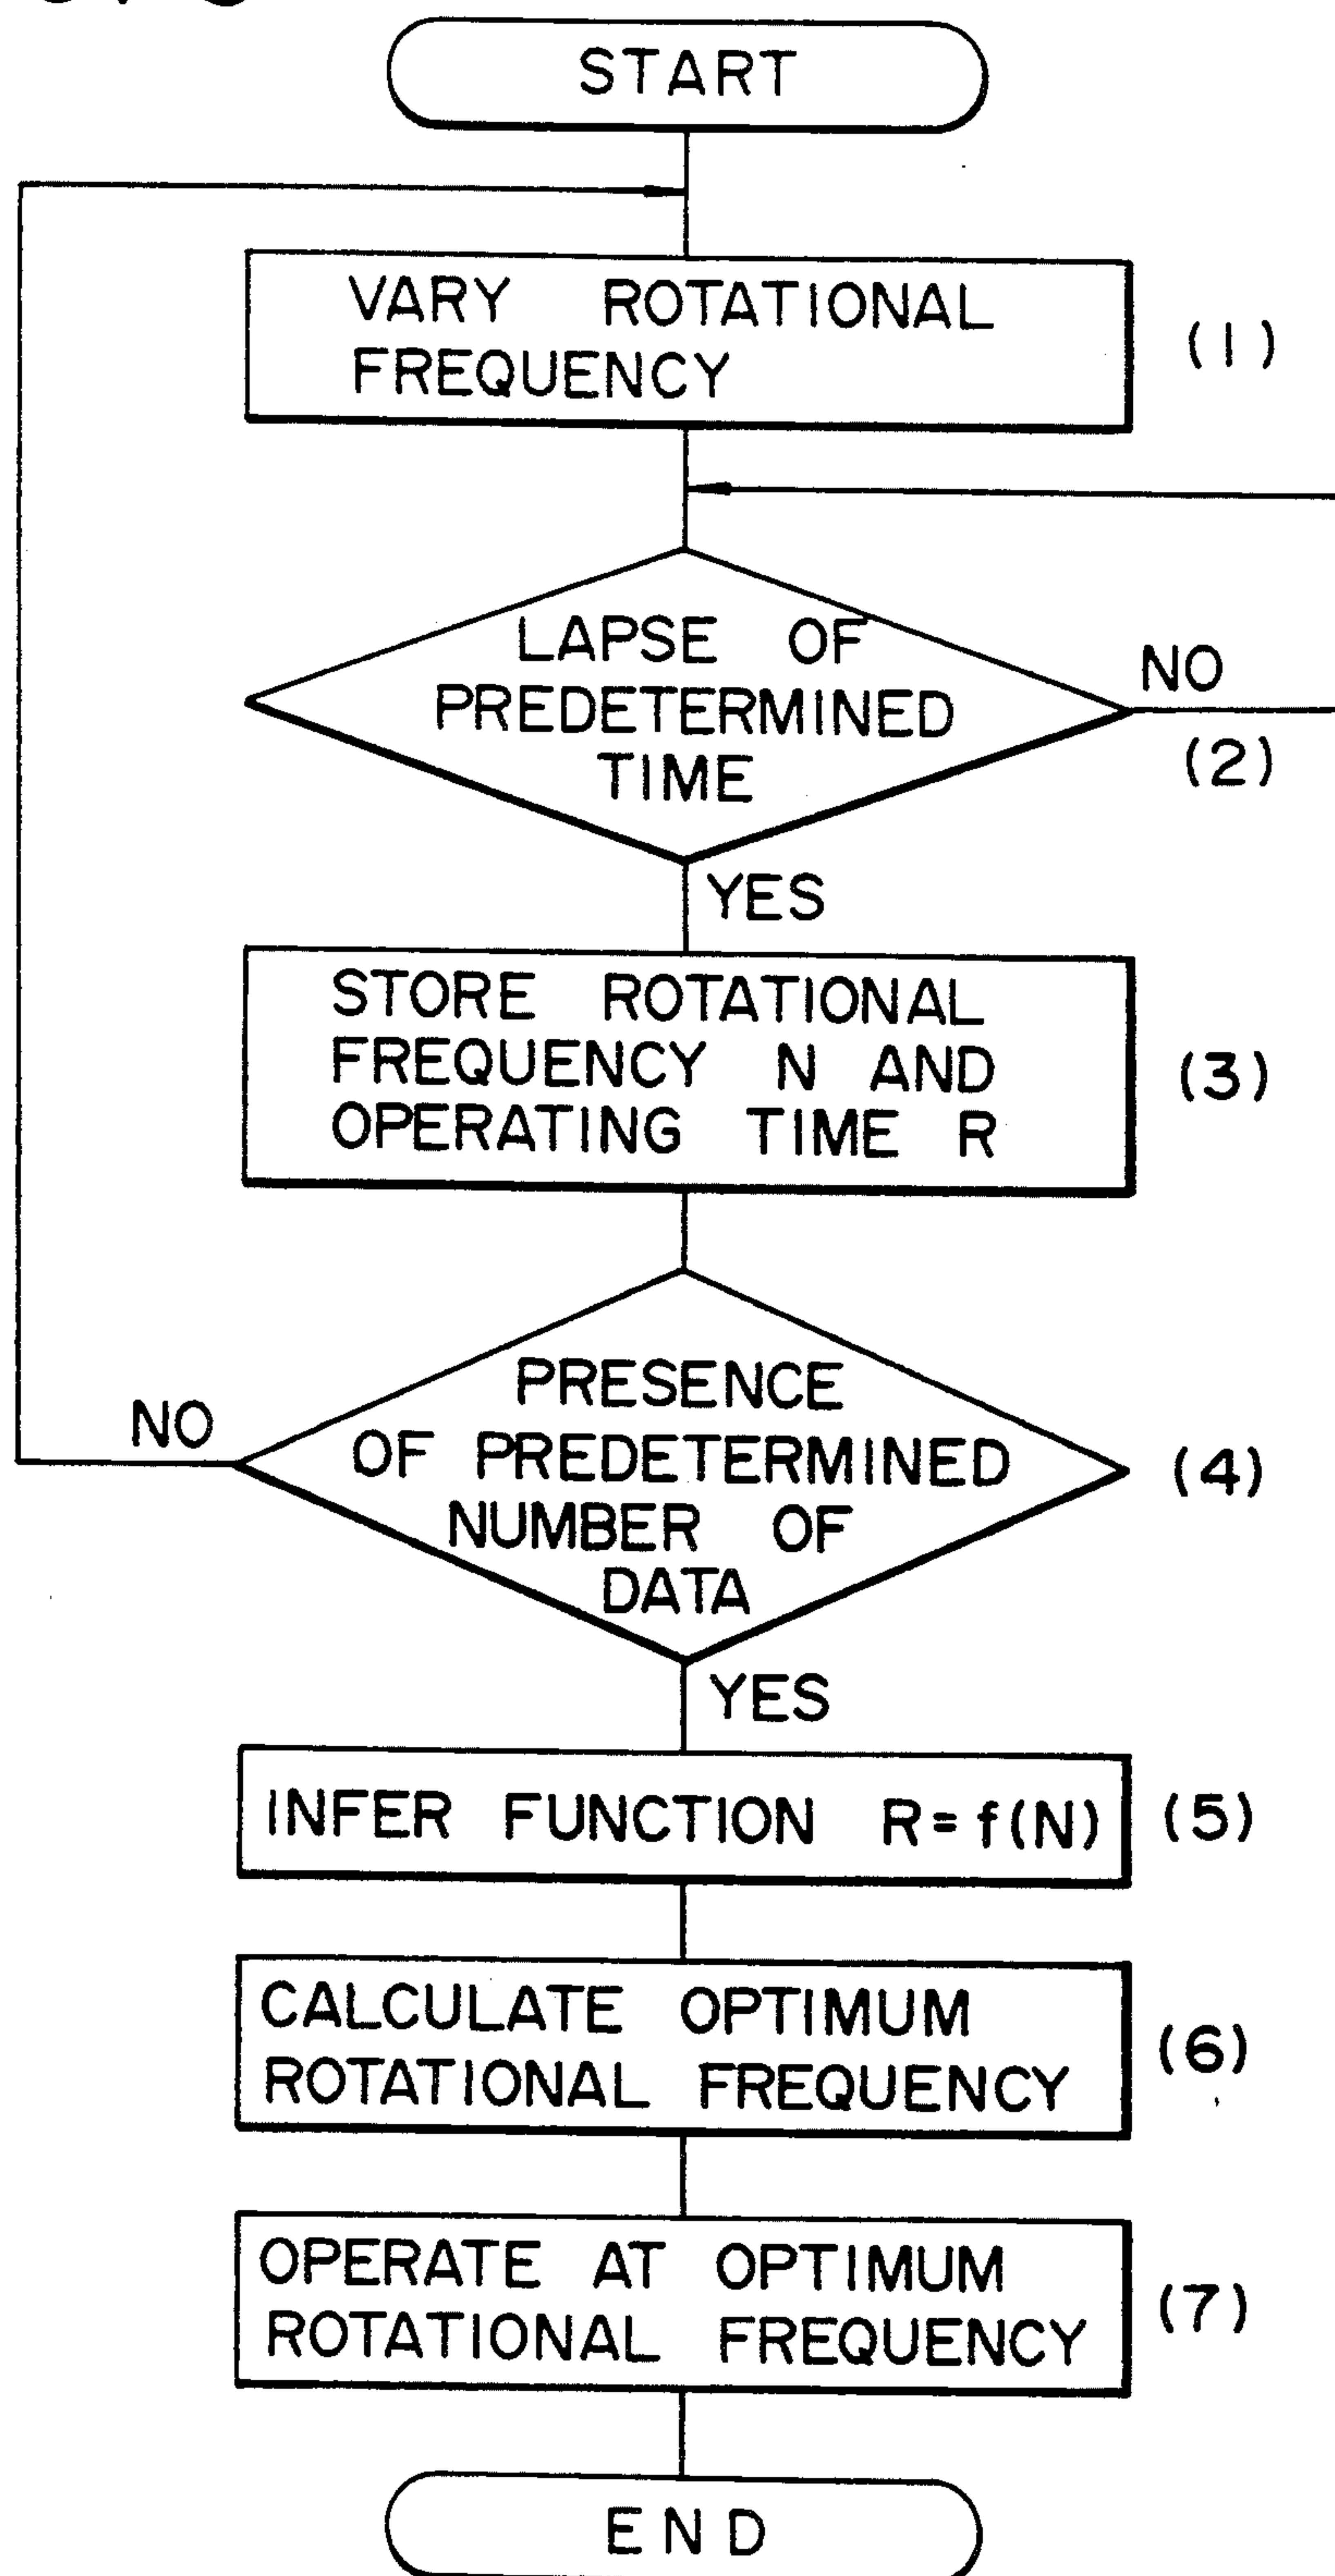 START
VARY ROTATIONAL
FREQUENCY
(1)
LAPSE OF
PREDETERMINED
TIME
NO
(2)
YES
STORE ROTATIONAL
FREQUENCY N AND
OPERATING TIME R
(3)
PRESENCE
OF PREDETERMINED
NUMBER OF
DATA
NO
(4)
YES
INFER FUNCTION R=f(N)
(5)
CALCULATE OPTIMUM
ROTATIONAL FREQUENCY
(6)
OPERATE AT OPTIMUM
ROTATIONAL FREQUENCY
(7)
END